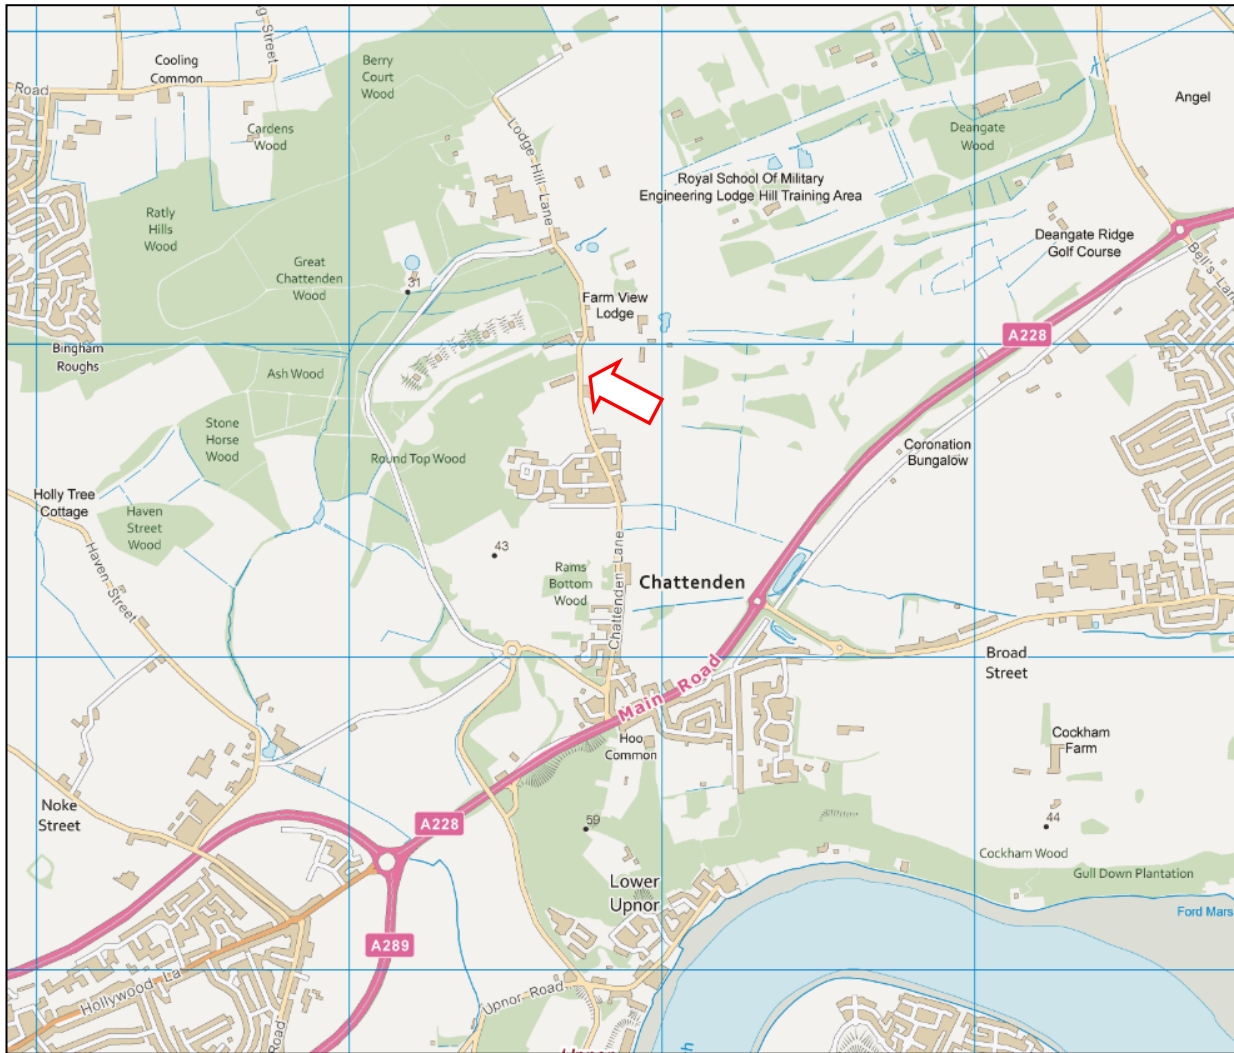 g Street
Cooling
Common
Berry
Court
Wood
Road
Angel
Cardens
Wood
Deangate
Wood
Lodge Hill Lane
Royal School Of Military
Engineering Lodge Hill Training Area
Ratly
Hills
Wood
Deangate Ridge
Golf Course
Bell's Lan
Great
Chattenden
Wood
31
Farm View
Lodge
A228
Bingham
Roughs
Ash Wood
Stone
Horse
Wood
Coronation
Bungalow
Round Top Wood
Holly Tree
Cottage
Haven
Street
Wood
Haven Street
43
Rams
Bottom
Wood
Chattenden Lane
Chattenden
Broad
Street
Main Road
Hoo
Common
Cockham
Farm
Noke
Street
A228
59
44
Cockham Wood
Gull Down Plantation
Lower
Upnor
Ford Mars
A289
Hollywood La
Upnor Road
Road
Upnor
h